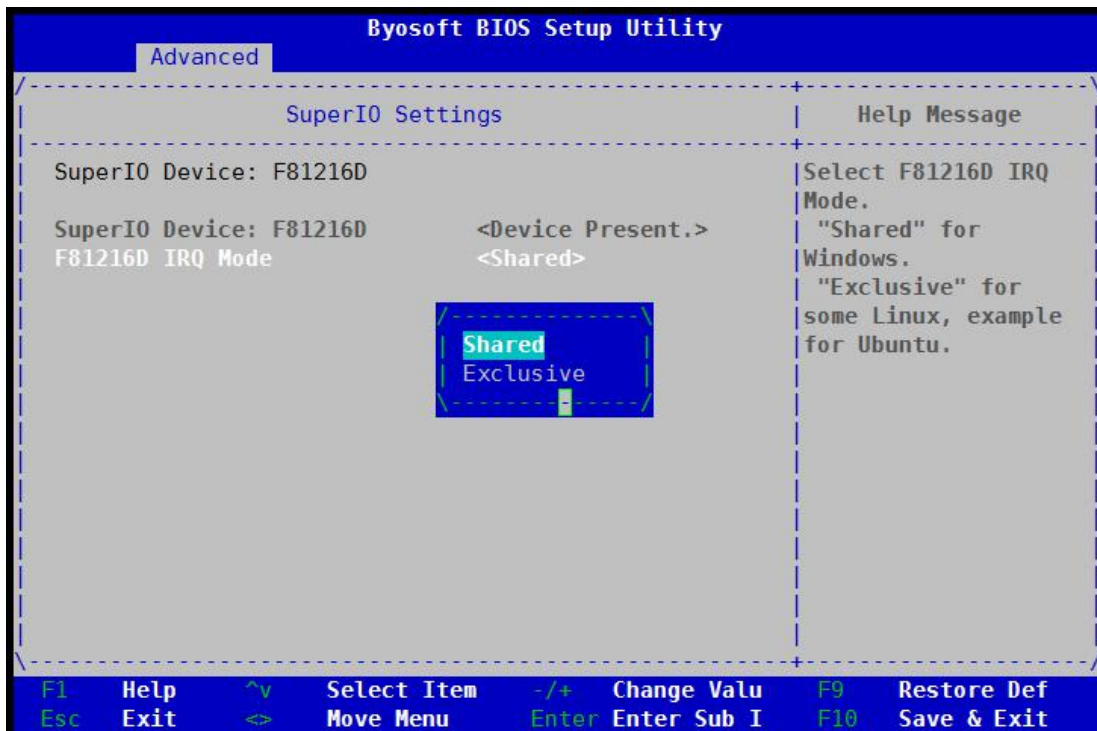 Byosoft BIOS Setup Utility
Advanced
SuperIO Settings
Help Message
SuperIO Device: F81216D
SuperIO Device: F81216D <Device Present.>
F81216D IRQ Mode <Shared>
Shared
Exclusive
Select F81216D IRQ
Mode.
"Shared" for
Windows.
"Exclusive" for
some Linux, example
for Ubuntu.
F1 Help ^v Select Item -/+ Change Valu F9 Restore Def
Esc Exit <> Move Menu Enter Enter Sub I F10 Save & Exit